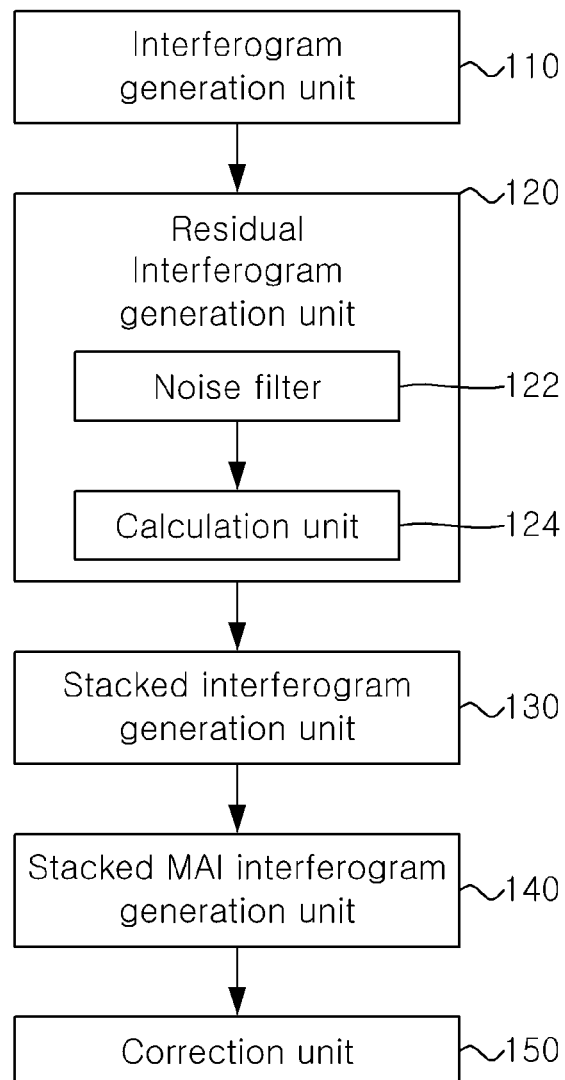 Interferogram
generation unit
110
120
Residual
Interferogram
generation unit
Noise filter
122
Calculation unit
124
Stacked interferogram
generation unit
130
Stacked MAI interferogram
generation unit
140
Correction unit
150